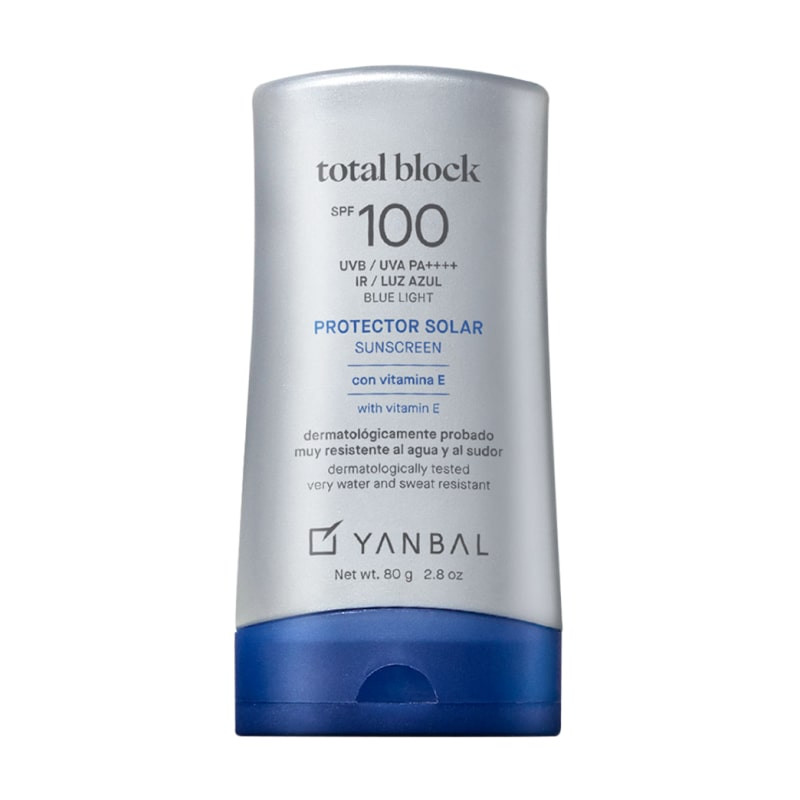 total block
SPF 100
UVB / UVA PA++++
IR / LUZ AZUL
BLUE LIGHT
PROTECTOR SOLAR
SUNSCREEN
con vitamina E
with vitamin E
dermatológicamente probado
muy resistente al agua y al sudor
dermatologically tested
very water and sweat resistant
YANBAL
Net wt. 80 g 2.8 oz